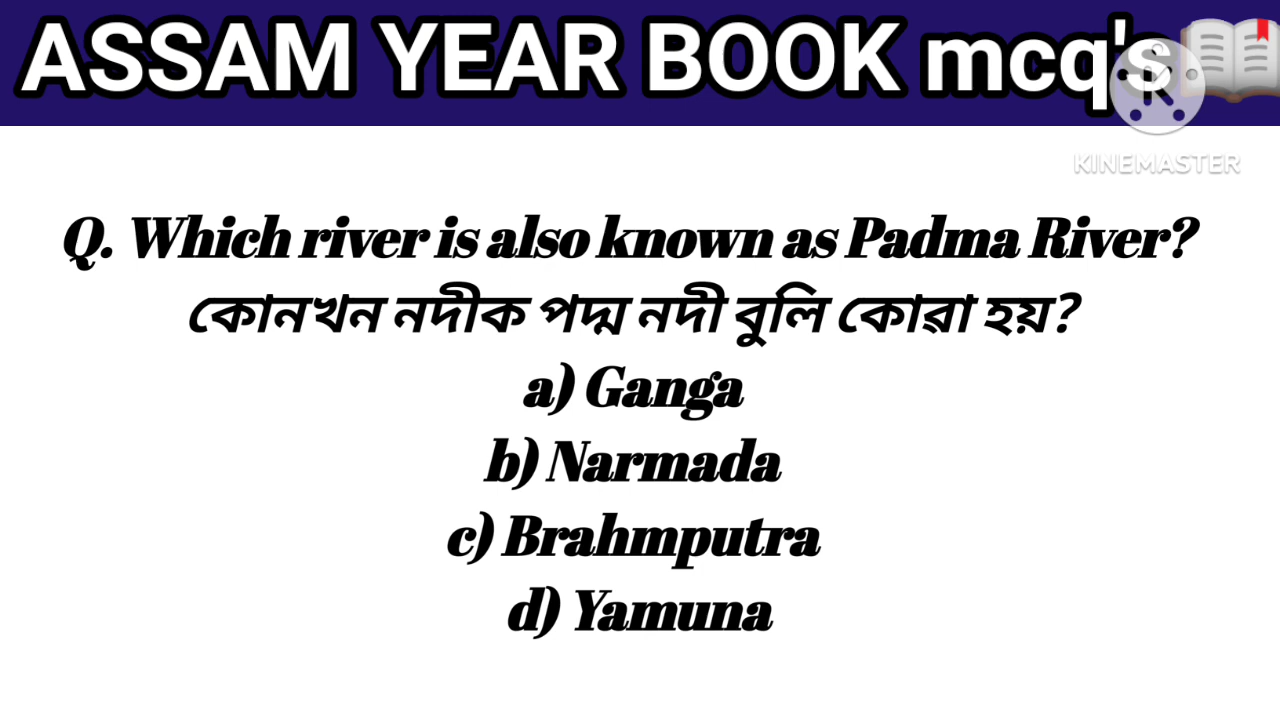 ASSAM YEAR BOOK mcq's
KINEMASTER
Q. Which river is also known as Padma River?
কোনখন নদীক পদ্ম নদী বুলি কোৱা হয়?
a) Ganga
b) Narmada
c) Brahmputra
d) Yamuna